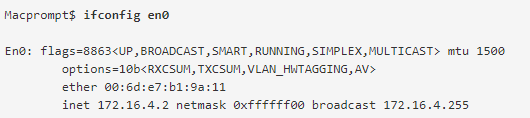 Macprompt$ ifconfig en0
En0: flags=8863<UP,BROADCAST,SMART,RUNNING,SIMPLEX,MULTICAST> mtu 1500
options=10b<RXCSUM,TXCSUM,VLAN_HWTAGGING,AV>
ether 00:6d:e7:b1:9a:11
inet 172.16.4.2 netmask 0xffffff00 broadcast 172.16.4.255